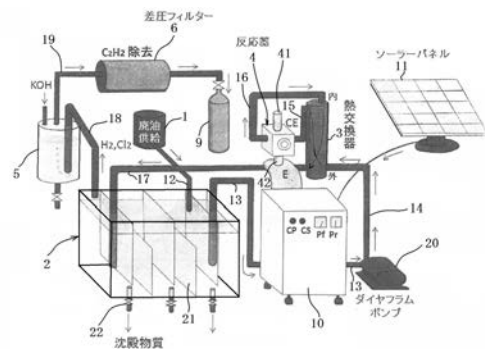 差圧フィルター
19
C2H2 除去
6
反応器
41
ソーラーパネル
11
KOH
4
16
CE
15
内
熱交換器
3
18
廃油
供給
1
9
5
H2,Cl2
17
12
42
外
E
13
14
2
CP CS
Pf Pr
20
13
22
21
10
ダイヤフラム
ポンプ
沈殿物質